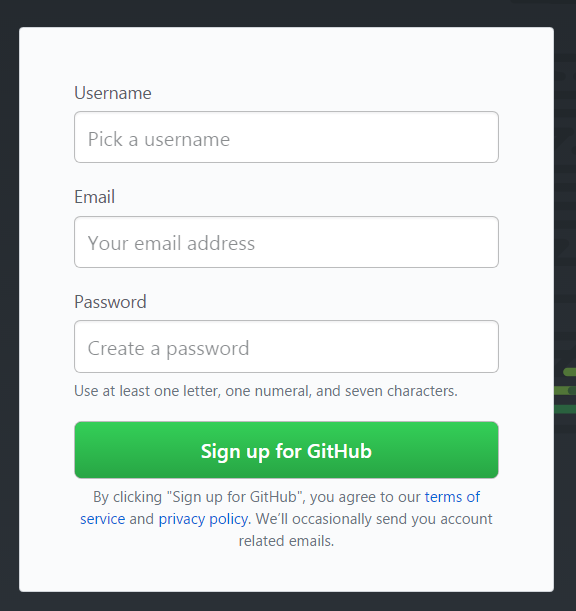 Username
Pick a username
Email
Your email address
Password
Create a password
Use at least one letter, one numeral, and seven characters.
Sign up for GitHub
By clicking "Sign up for GitHub", you agree to our terms of
service and privacy policy. We’ll occasionally send you account
related emails.